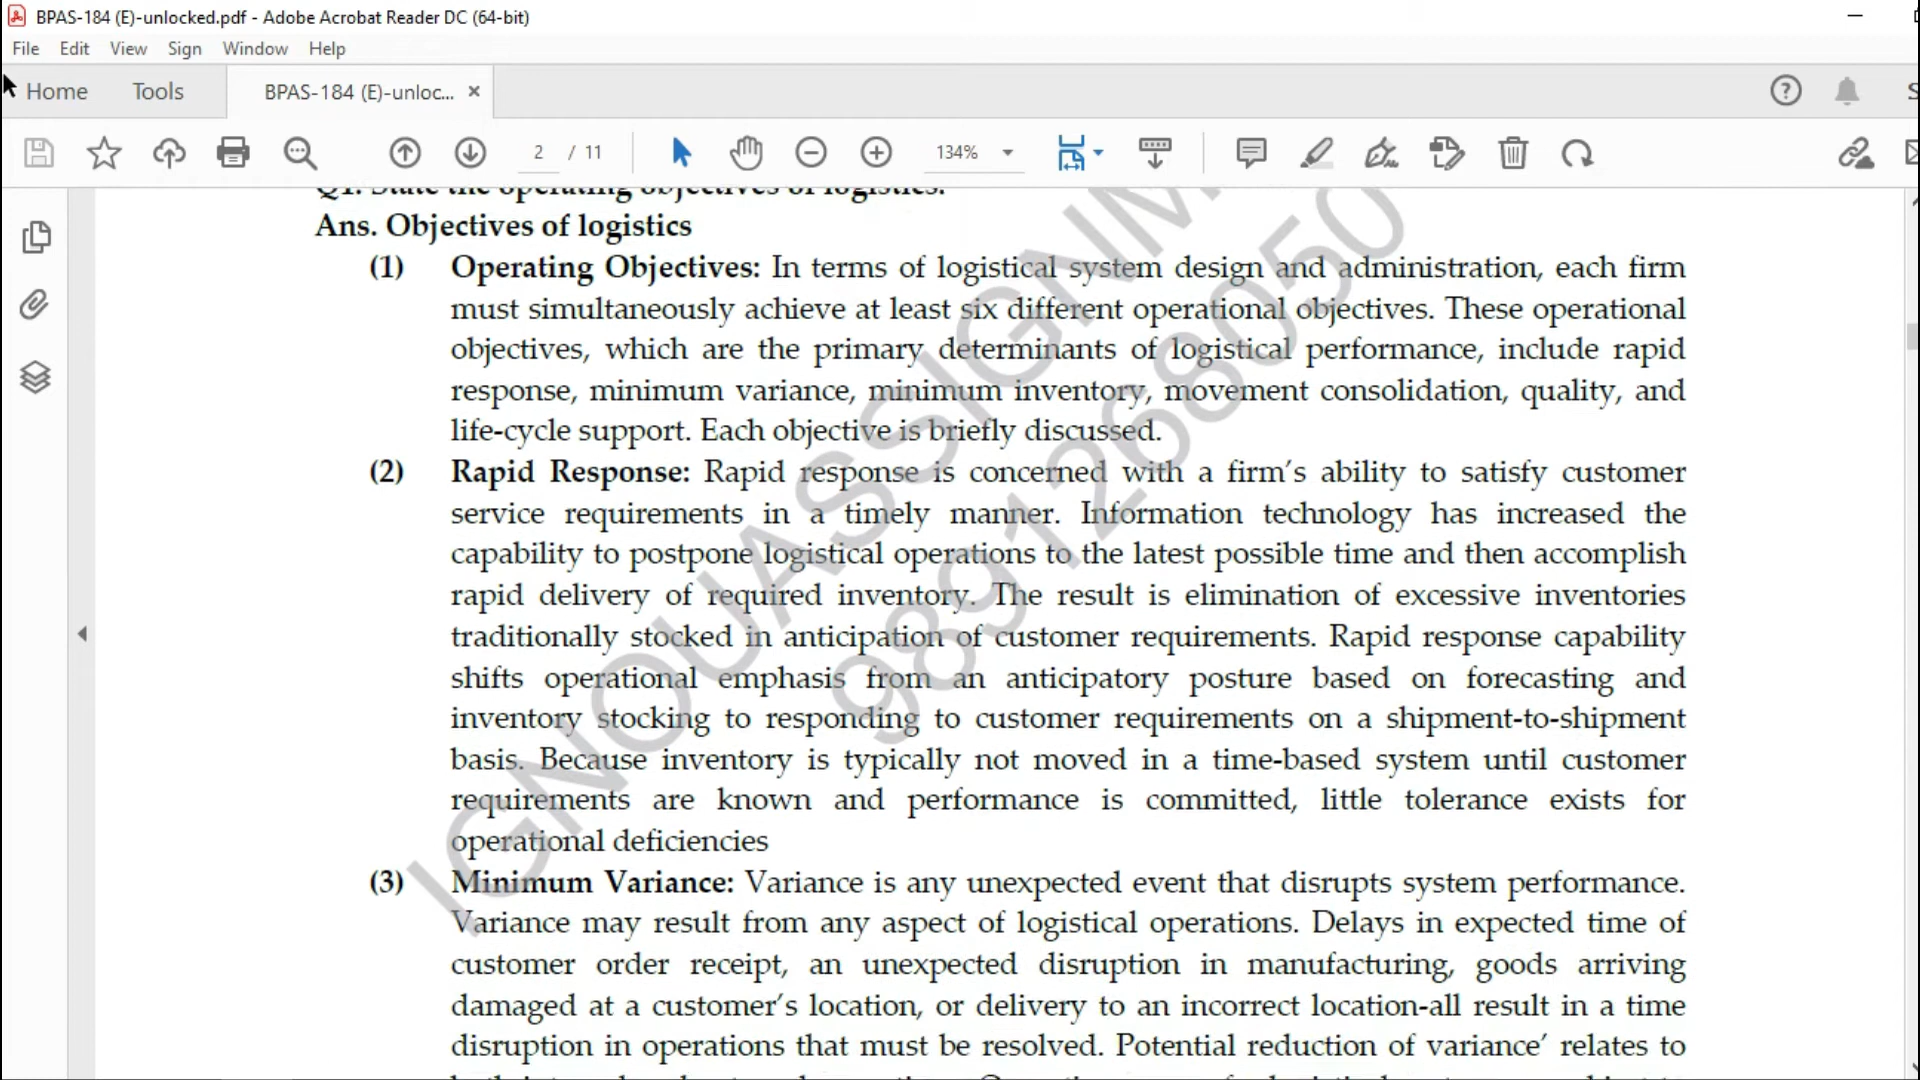 BPAS-184 (E)-unlocked.pdf - Adobe Acrobat Reader DC (64-bit)
File Edit View Sign Window Help
Home Tools BPAS-184 (E)-unloc...
2 / 11 134%
Q1. State the operating objectives of logistics.
Ans. Objectives of logistics
(1) Operating Objectives: In terms of logistical system design and administration, each firm
must simultaneously achieve at least six different operational objectives. These operational
objectives, which are the primary determinants of logistical performance, include rapid
response, minimum variance, minimum inventory, movement consolidation, quality, and
life-cycle support. Each objective is briefly discussed.
(2) Rapid Response: Rapid response is concerned with a firm's ability to satisfy customer
service requirements in a timely manner. Information technology has increased the
capability to postpone logistical operations to the latest possible time and then accomplish
rapid delivery of required inventory. The result is elimination of excessive inventories
traditionally stocked in anticipation of customer requirements. Rapid response capability
shifts operational emphasis from an anticipatory posture based on forecasting and
inventory stocking to responding to customer requirements on a shipment-to-shipment
basis. Because inventory is typically not moved in a time-based system until customer
requirements are known and performance is committed, little tolerance exists for
operational deficiencies
(3) Minimum Variance: Variance is any unexpected event that disrupts system performance.
Variance may result from any aspect of logistical operations. Delays in expected time of
customer order receipt, an unexpected disruption in manufacturing, goods arriving
damaged at a customer's location, or delivery to an incorrect location-all result in a time
disruption in operations that must be resolved. Potential reduction of variance' relates to
IGNOUASSIGNM
9891268050